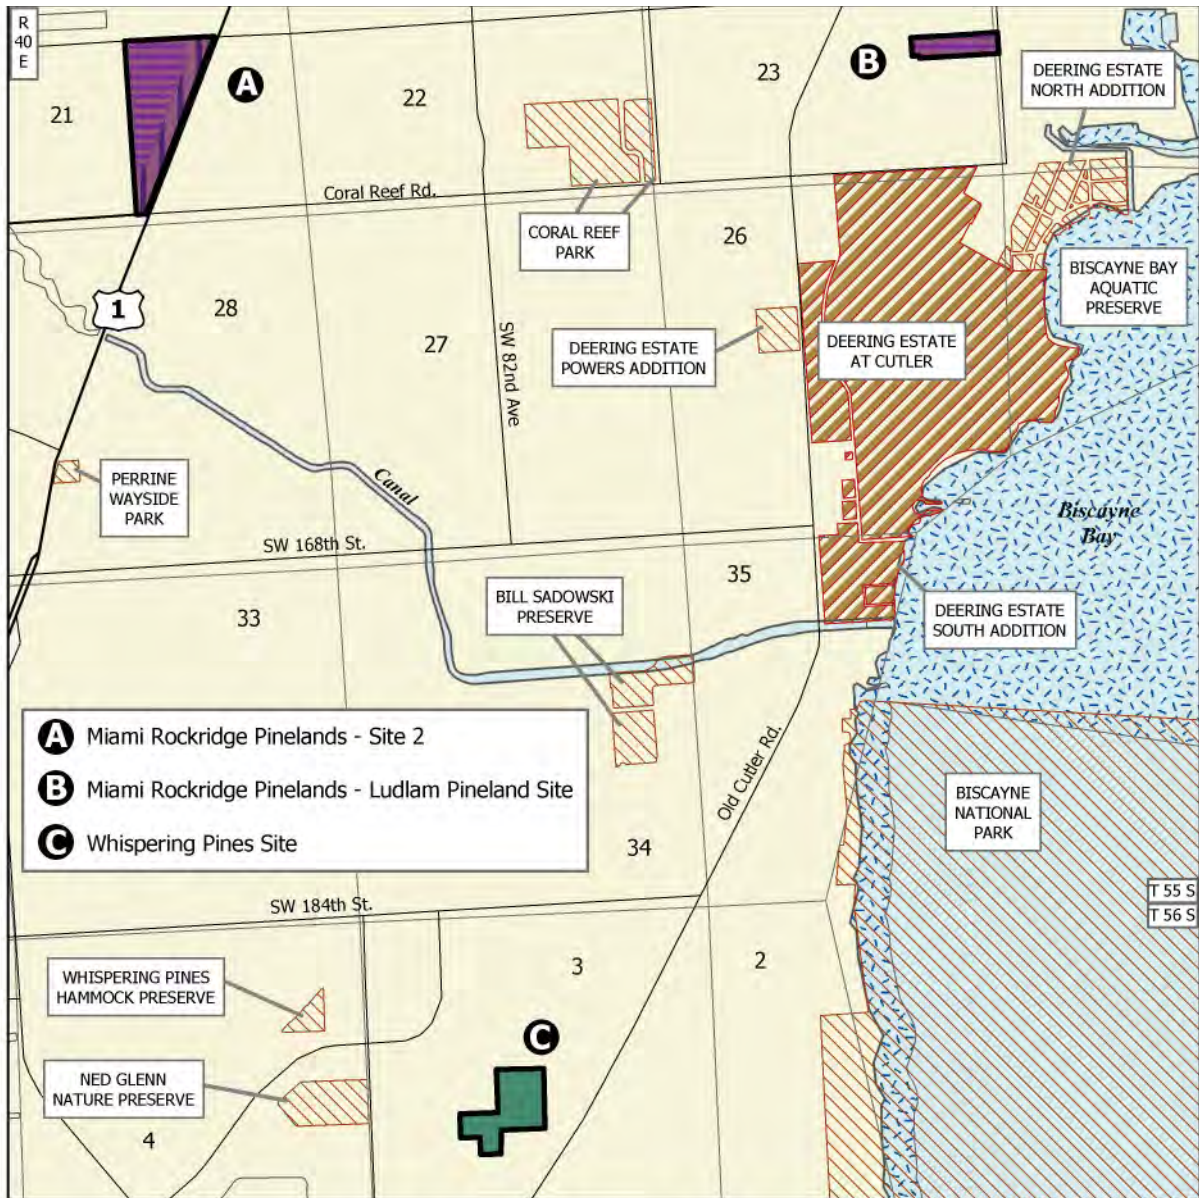 R
40
E
A
B
21
22
23
DEERING ESTATE
NORTH ADDITION
Coral Reef Rd.
CORAL REEF
PARK
26
BISCAYNE BAY
AQUATIC
PRESERVE
1
28
27
SW 82nd Ave
DEERING ESTATE
POWERS ADDITION
DEERING ESTATE
AT CUTLER
PERRINE
WAYSIDE
PARK
Canal
Biscayne
Bay
SW 168th St.
35
33
BILL SADOWSKI
PRESERVE
DEERING ESTATE
SOUTH ADDITION
A Miami Rockridge Pinelands - Site 2
B Miami Rockridge Pinelands - Ludlam Pineland Site
C Whispering Pines Site
Old Cutler Rd.
BISCAYNE
NATIONAL
PARK
34
T 55 S
T 56 S
SW 184th St.
WHISPERING PINES
HAMMOCK PRESERVE
3
2
C
NED GLENN
NATURE PRESERVE
4